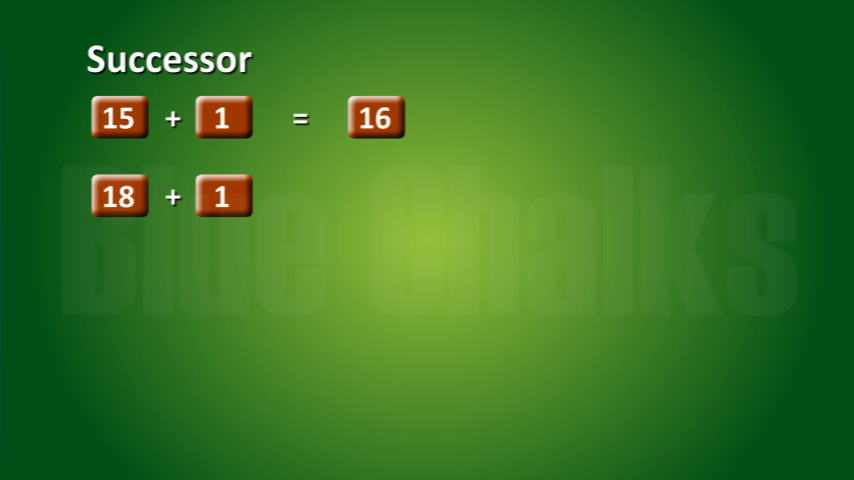 Successor
15 + 1 = 16
18 + 1
Blue Chalks